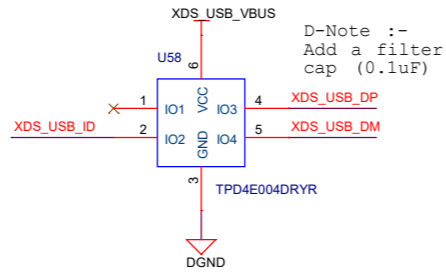 XDS_USB_VBUS
D-Note :-
Add a filter
cap (0.1uF)
U58
6
VCC
1 IO1 IO3 4 XDS_USB_DP
XDS_USB_ID 2 IO2 IO4 5 XDS_USB_DM
GND
3
TPD4E004DRYR
DGND